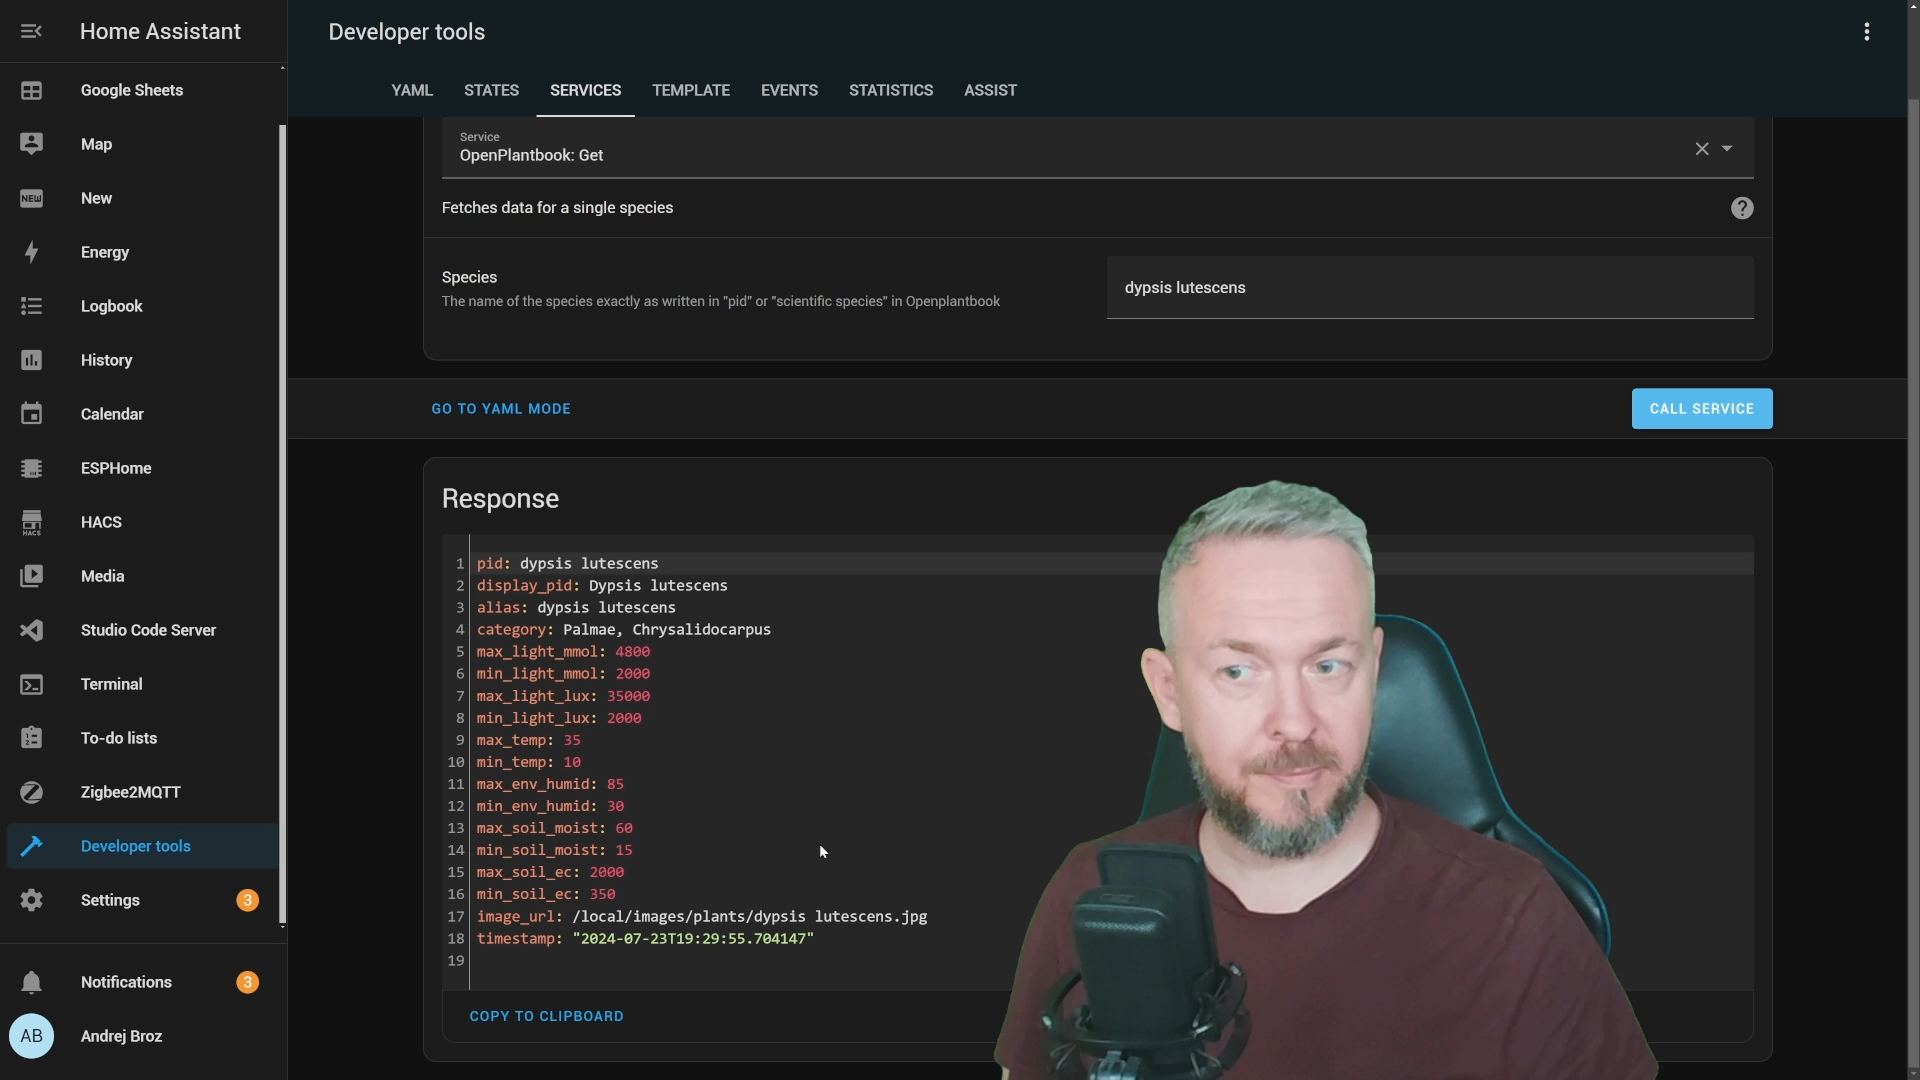 Home Assistant
Google Sheets
Map
NEW
New
Energy
Logbook
History
Calendar
ESPHome
HACS
HACS
Media
Studio Code Server
Terminal
To-do lists
Zigbee2MQTT
Developer tools
Settings
3
Notifications
3
AB
Andrej Broz
Developer tools
YAML STATES SERVICES TEMPLATE EVENTS STATISTICS ASSIST
Service
OpenPlantbook: Get
Fetches data for a single species
?
Species
The name of the species exactly as written in "pid" or "scientific species" in Openplantbook
dypsis lutescens
GO TO YAML MODE
CALL SERVICE
Response
1 pid: dypsis lutescens
2 display_pid: Dypsis lutescens
3 alias: dypsis lutescens
4 category: Palmae, Chrysalidocarpus
5 max_light_mmol: 4800
6 min_light_mmol: 2000
7 max_light_lux: 35000
8 min_light_lux: 2000
9 max_temp: 35
10 min_temp: 10
11 max_env_humid: 85
12 min_env_humid: 30
13 max_soil_moist: 60
14 min_soil_moist: 15
15 max_soil_ec: 2000
16 min_soil_ec: 350
17 image_url: /local/images/plants/dypsis lutescens.jpg
18 timestamp: "2024-07-23T19:29:55.704147"
19
COPY TO CLIPBOARD